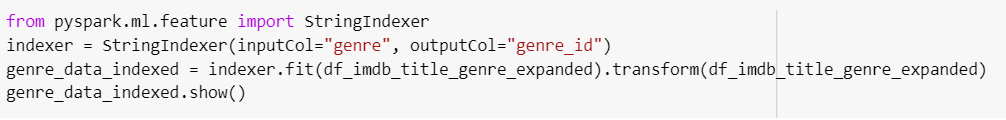 from pyspark.ml.feature import StringIndexer
indexer = StringIndexer(inputCol="genre", outputCol="genre_id")
genre_data_indexed = indexer.fit(df_imdb_title_genre_expanded).transform(df_imdb_title_genre_expanded)
genre_data_indexed.show()